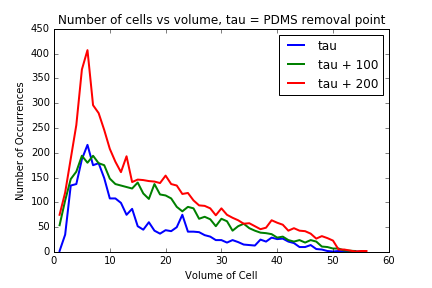 Number of cells vs volume, tau = PDMS removal point
450
400
350
300
250
200
150
100
50
0
Number of Occurrences
tau
tau + 100
tau + 200
0 10 20 30 40 50 60
Volume of Cell